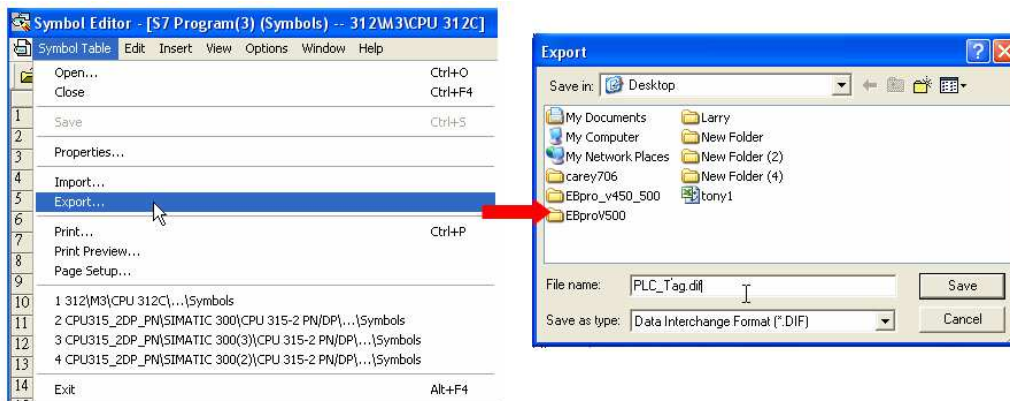 Symbol Editor - [S7 Program(3) (Symbols) -- 312\M3\CPU 312C]
Symbol Table Edit Insert View Options Window Help
Open... Ctrl+O
Close Ctrl+F4
Save Ctrl+S
Properties...
Import...
Export...
Print... Ctrl+P
Print Preview...
Page Setup...
1 312\M3\CPU 312C\...\Symbols
2 CPU315_2DP_PN\SIMATIC 300\CPU 315-2 PN/DP\...\Symbols
3 CPU315_2DP_PN\SIMATIC 300(3)\CPU 315-2 PN/DP\...\Symbols
4 CPU315_2DP_PN\SIMATIC 300(2)\CPU 315-2 PN/DP\...\Symbols
Exit Alt+F4
1
2
3
4
5
6
7
8
9
10
11
12
13
14
Export
Save in: Desktop
My Documents
My Computer
My Network Places
carey706
EBpro_v450_500
EBproV500
Larry
New Folder
New Folder (2)
New Folder (4)
tony1
File name: PLC_Tag.dif
Save
Save as type: Data Interchange Format (*.DIF)
Cancel